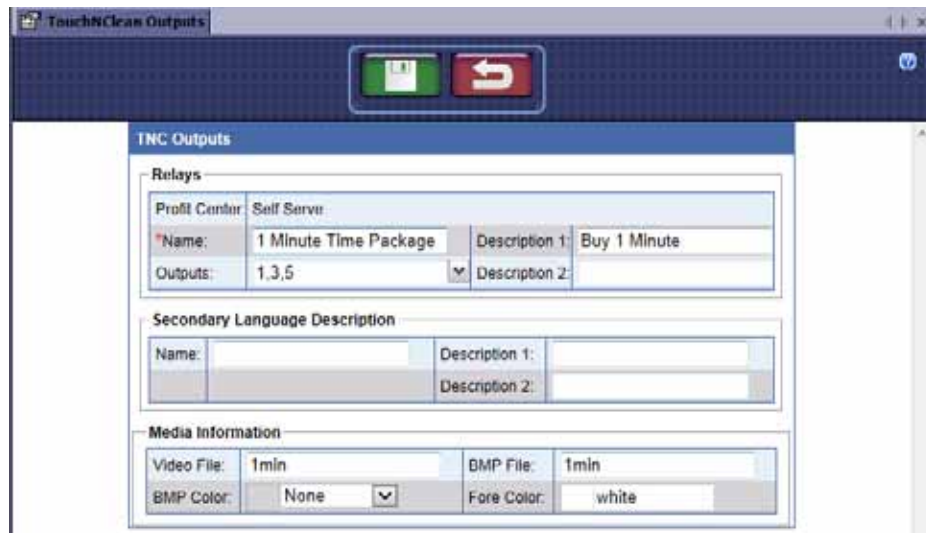 TouchNClean Outputs
TNC Outputs
Relays
Profit Center: Self Serve
*Name: 1 Minute Time Package Description 1: Buy 1 Minute
Outputs: 1,3,5 Description 2:
Secondary Language Description
Name: Description 1:
Description 2:
Media Information
Video File: 1min BMP File: 1min
BMP Color: None Fore Color: white